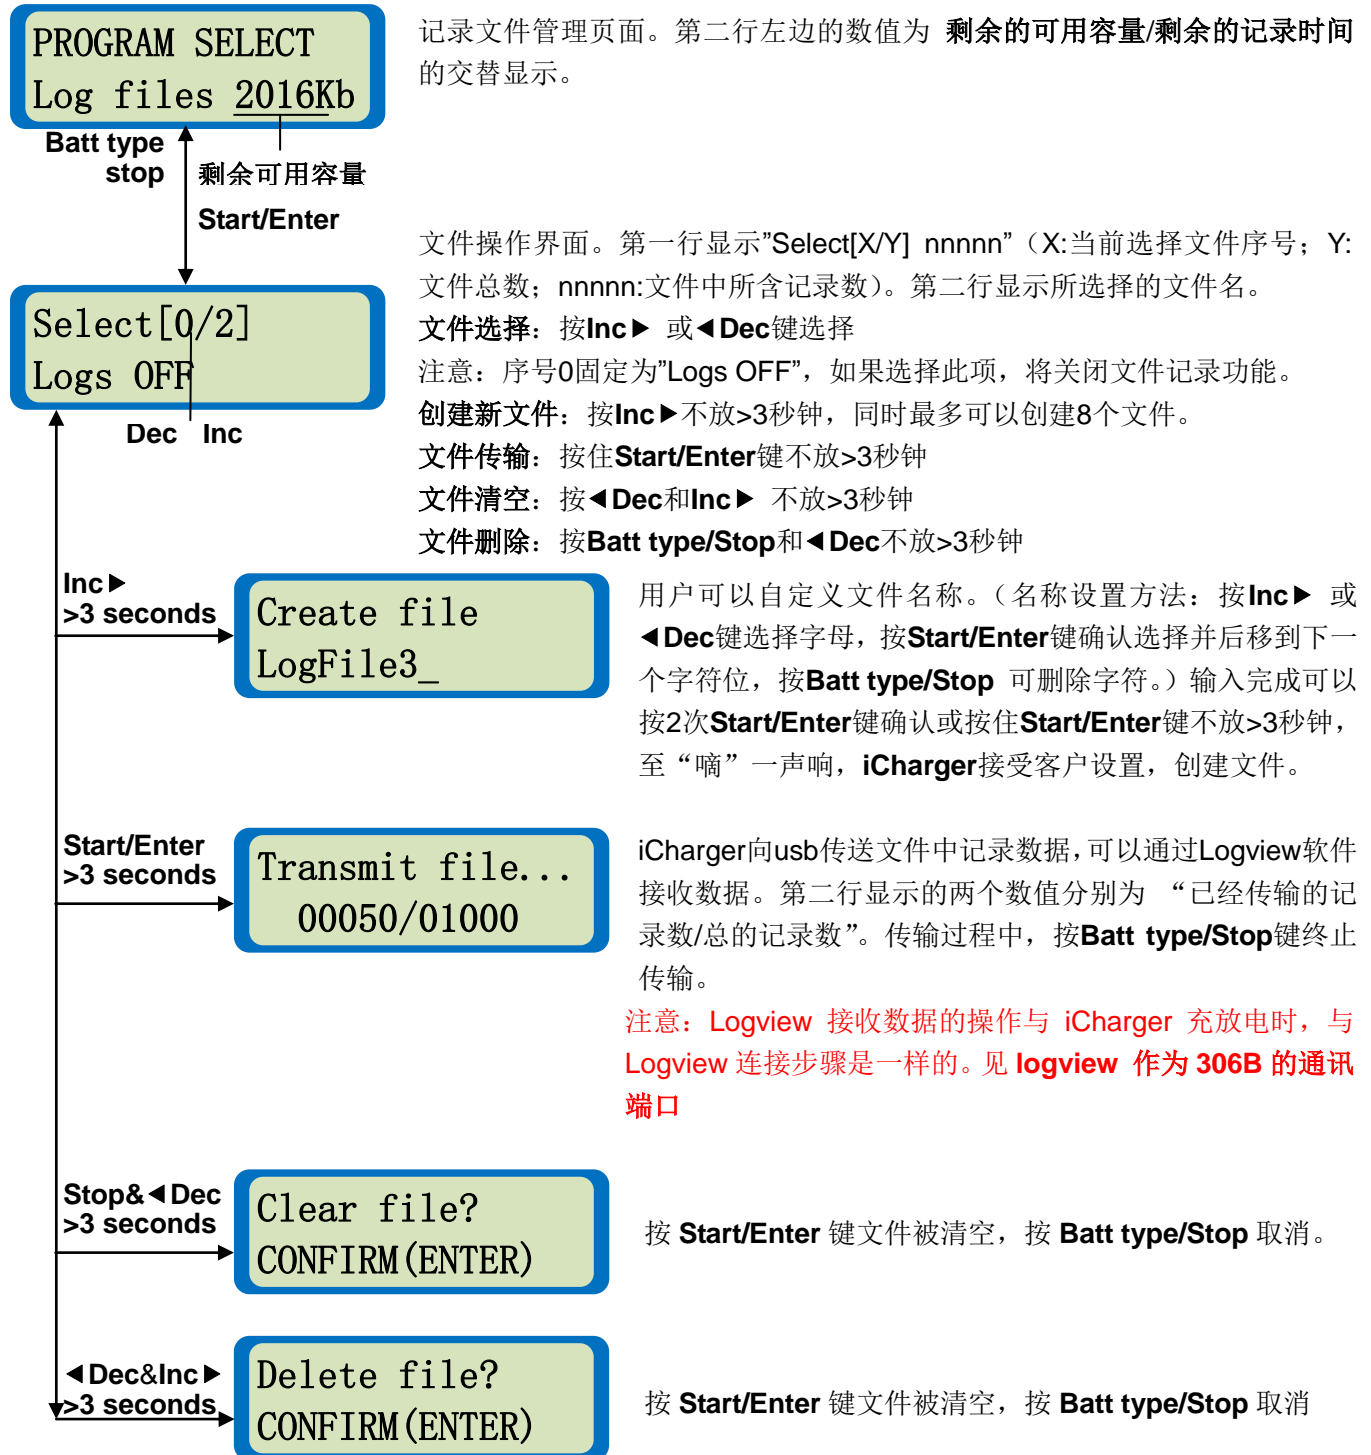 PROGRAM SELECT
Log files 2016Kb
记录文件管理页面。第二行左边的数值为 剩余的可用容量/剩余的记录时间
的交替显示。
Batt type
stop
剩余可用容量
Start/Enter
文件操作界面。第一行显示”Select[X/Y] nnnnn”（X:当前选择文件序号；Y:
文件总数；nnnnn:文件中所含记录数）。第二行显示所选择的文件名。
Select[0/2]
Logs OFF
文件选择：按Inc▶ 或◀Dec键选择
注意：序号0固定为”Logs OFF”，如果选择此项，将关闭文件记录功能。
创建新文件：按Inc▶不放>3秒钟，同时最多可以创建8个文件。
Dec Inc
文件传输：按住Start/Enter键不放>3秒钟
文件清空：按◀Dec和Inc▶ 不放>3秒钟
文件删除：按Batt type/Stop和◀Dec不放>3秒钟
Inc▶
>3 seconds
Create file
LogFile3_
用户可以自定义文件名称。（名称设置方法：按Inc▶ 或
◀Dec键选择字母，按Start/Enter键确认选择并后移到下一
个字符位，按Batt type/Stop 可删除字符。）输入完成可以
按2次Start/Enter键确认或按住Start/Enter键不放>3秒钟，
至“嘀”一声响，iCharger接受客户设置，创建文件。
Start/Enter
>3 seconds
Transmit file...
00050/01000
iCharger向usb传送文件中记录数据，可以通过Logview软件
接收数据。第二行显示的两个数值分别为 “已经传输的记
录数/总的记录数”。传输过程中，按Batt type/Stop键终止
传输。
注意：Logview 接收数据的操作与 iCharger 充放电时，与
Logview 连接步骤是一样的。见 logview 作为 306B 的通讯
端口
Stop&◀Dec
>3 seconds
Clear file?
CONFIRM(ENTER)
按 Start/Enter 键文件被清空，按 Batt type/Stop 取消。
◀Dec&Inc▶
>3 seconds
Delete file?
CONFIRM(ENTER)
按 Start/Enter 键文件被清空，按 Batt type/Stop 取消